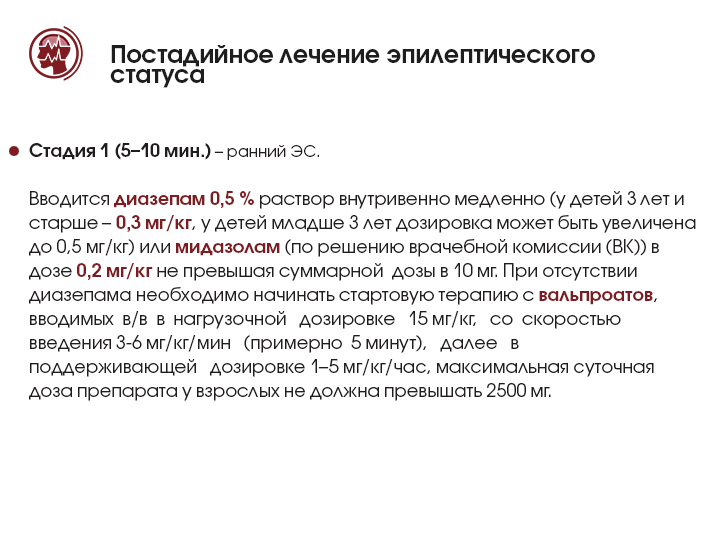 Постадийное лечение эпилептического
статуса
Стадия 1 (5–10 мин.) – ранний ЭС.
Вводится диазепам 0,5 % раствор внутривенно медленно (у детей 3 лет и
старше – 0,3 мг/кг, у детей младше 3 лет дозировка может быть увеличена
до 0,5 мг/кг) или мидазолам (по решению врачебной комиссии (ВК)) в
дозе 0,2 мг/кг не превышая суммарной дозы в 10 мг. При отсутствии
диазепама необходимо начинать стартовую терапию с вальпроатов,
вводимых в/в в нагрузочной дозировке 15 мг/кг, со скоростью
введения 3-6 мг/кг/мин (примерно 5 минут), далее в
поддерживающей дозировке 1–5 мг/кг/час, максимальная суточная
доза препарата у взрослых не должна превышать 2500 мг.